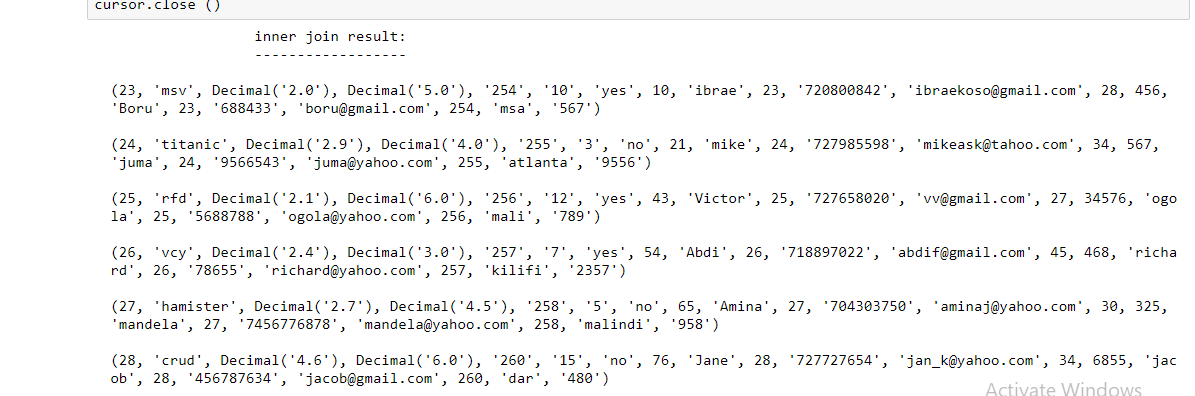 cursor.close ()
inner join result:
------------------
(23, 'msv', Decimal('2.0'), Decimal('5.0'), '254', '10', 'yes', 10, 'ibrae', 23, '720800842', 'ibraekoso@gmail.com', 28, 456,
'Boru', 23, '688433', 'boru@gmail.com', 254, 'msa', '567')
(24, 'titanic', Decimal('2.9'), Decimal('4.0'), '255', '3', 'no', 21, 'mike', 24, '727985598', 'mikeask@tahoo.com', 34, 567,
'juma', 24, '9566543', 'juma@yahoo.com', 255, 'atlanta', '9556')
(25, 'rfd', Decimal('2.1'), Decimal('6.0'), '256', '12', 'yes', 43, 'Victor', 25, '727658020', 'vv@gmail.com', 27, 34576, 'ogo
la', 25, '5688788', 'ogola@yahoo.com', 256, 'mali', '789')
(26, 'vcy', Decimal('2.4'), Decimal('3.0'), '257', '7', 'yes', 54, 'Abdi', 26, '718897022', 'abdif@gmail.com', 45, 468, 'richa
rd', 26, '78655', 'richard@yahoo.com', 257, 'kilifi', '2357')
(27, 'hamister', Decimal('2.7'), Decimal('4.5'), '258', '5', 'no', 65, 'Amina', 27, '704303750', 'aminaj@yahoo.com', 30, 325,
'mandela', 27, '7456776878', 'mandela@yahoo.com', 258, 'malindi', '958')
(28, 'crud', Decimal('4.6'), Decimal('6.0'), '260', '15', 'no', 76, 'Jane', 28, '727727654', 'jan_k@yahoo.com', 34, 6855, 'jac
ob', 28, '456787634', 'jacob@gmail.com', 260, 'dar', '480')
Activate Windows